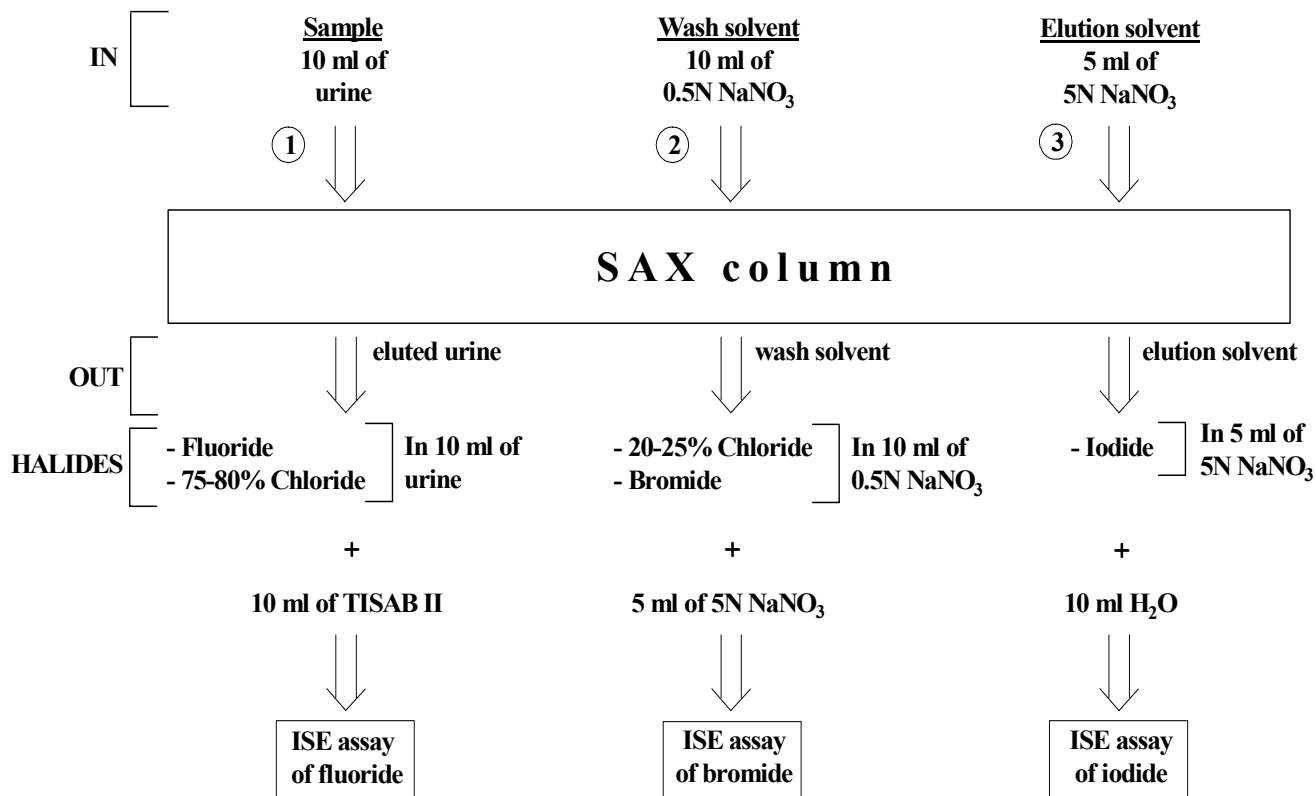 IN
Sample
10 ml of
urine
Wash solvent
10 ml of
0.5N NaNO₃
Elution solvent
5 ml of
5N NaNO₃
1
2
3
SAX column
OUT
eluted urine
wash solvent
elution solvent
HALIDES
- Fluoride
- 75-80% Chloride
In 10 ml of
urine
- 20-25% Chloride
- Bromide
In 10 ml of
0.5N NaNO₃
- Iodide
In 5 ml of
5N NaNO₃
+
+
+
10 ml of TISAB II
5 ml of 5N NaNO₃
10 ml H₂O
ISE assay
of fluoride
ISE assay
of bromide
ISE assay
of iodide